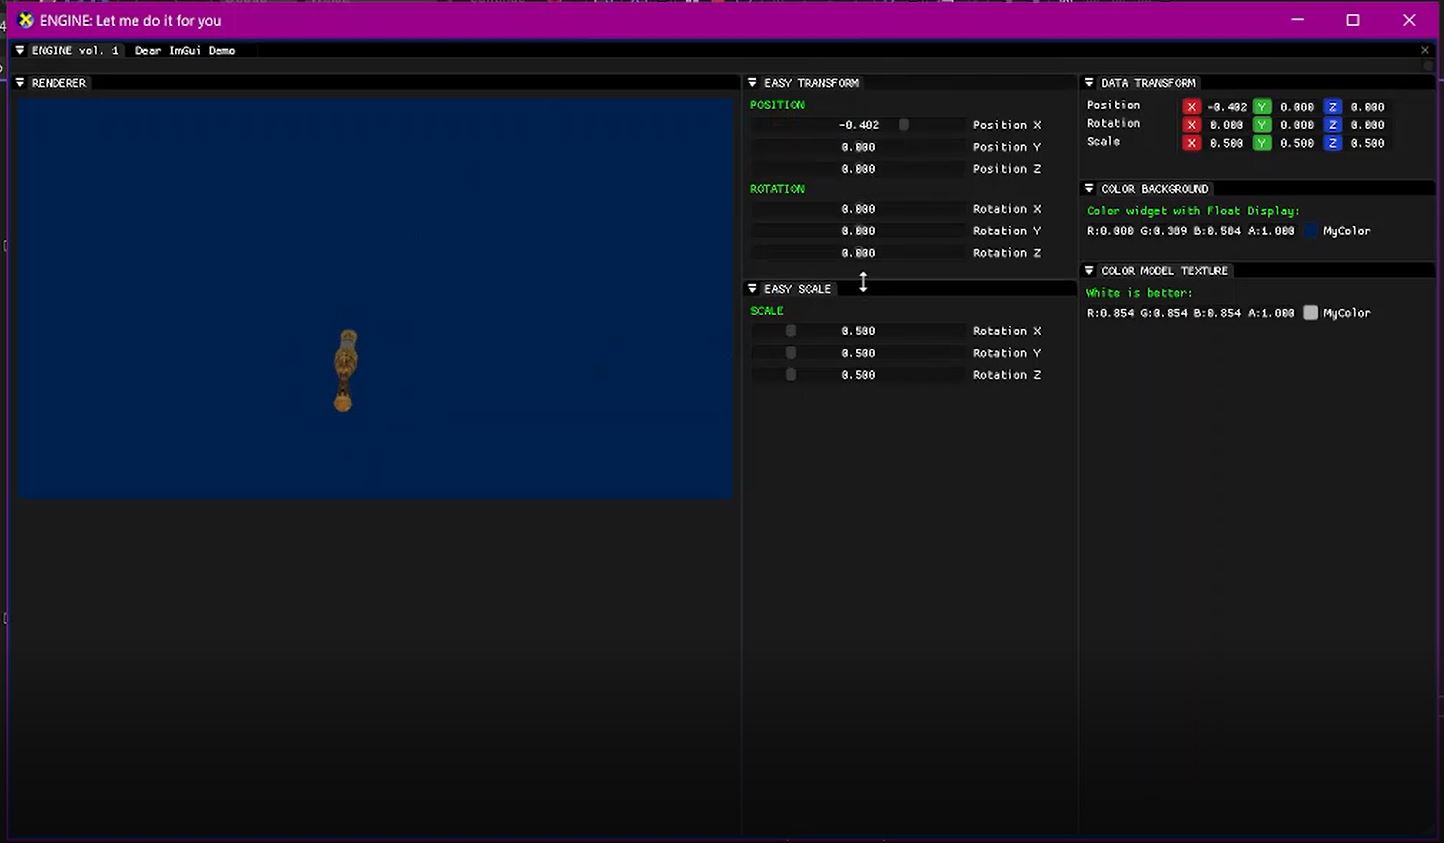 ENGINE: Let me do it for you
ENGINE vol. 1 Dear ImGui Demo
RENDERER
EASY TRANSFORM
POSITION
-0.402 Position X
0.000 Position Y
0.000 Position Z
ROTATION
0.000 Rotation X
0.000 Rotation Y
0.000 Rotation Z
EASY SCALE
SCALE
0.500 Rotation X
0.500 Rotation Y
0.500 Rotation Z
DATA TRANSFORM
Position X -0.402 Y 0.000 Z 0.000
Rotation X 0.000 Y 0.000 Z 0.000
Scale X 0.500 Y 0.500 Z 0.500
COLOR BACKGROUND
Color widget with Float Display:
R:0.000 G:0.309 B:0.504 A:1.000 MyColor
COLOR MODEL TEXTURE
White is better:
R:0.854 G:0.854 B:0.854 A:1.000 MyColor